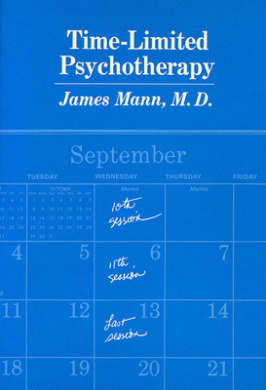 Time-Limited
Psychotherapy
James Mann, M. D.
September
TUESDAY WEDNESDAY THURSDAY FRIDAY
OCTOBER Memo Memo
10th
session
4 5 6 7
11th
session
11 12 13 14
Last
session
18 19 20 21